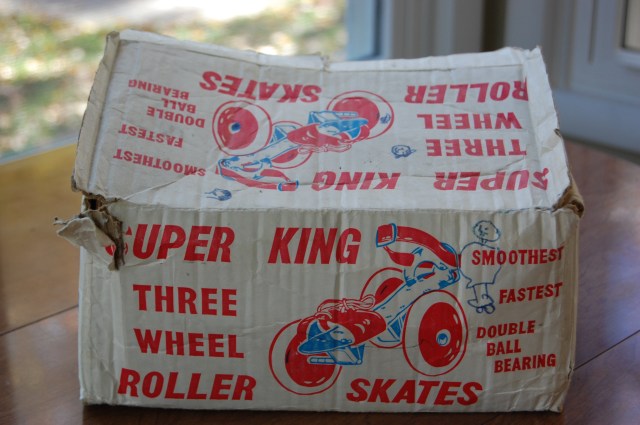 SUPER KING
THREE
WHEEL
ROLLER SKATES
SMOOTHEST
FASTEST
DOUBLE
BALL
BEARING
SUPER KING
THREE
WHEEL
ROLLER SKATES
SMOOTHEST
FASTEST
DOUBLE
BALL
BEARING